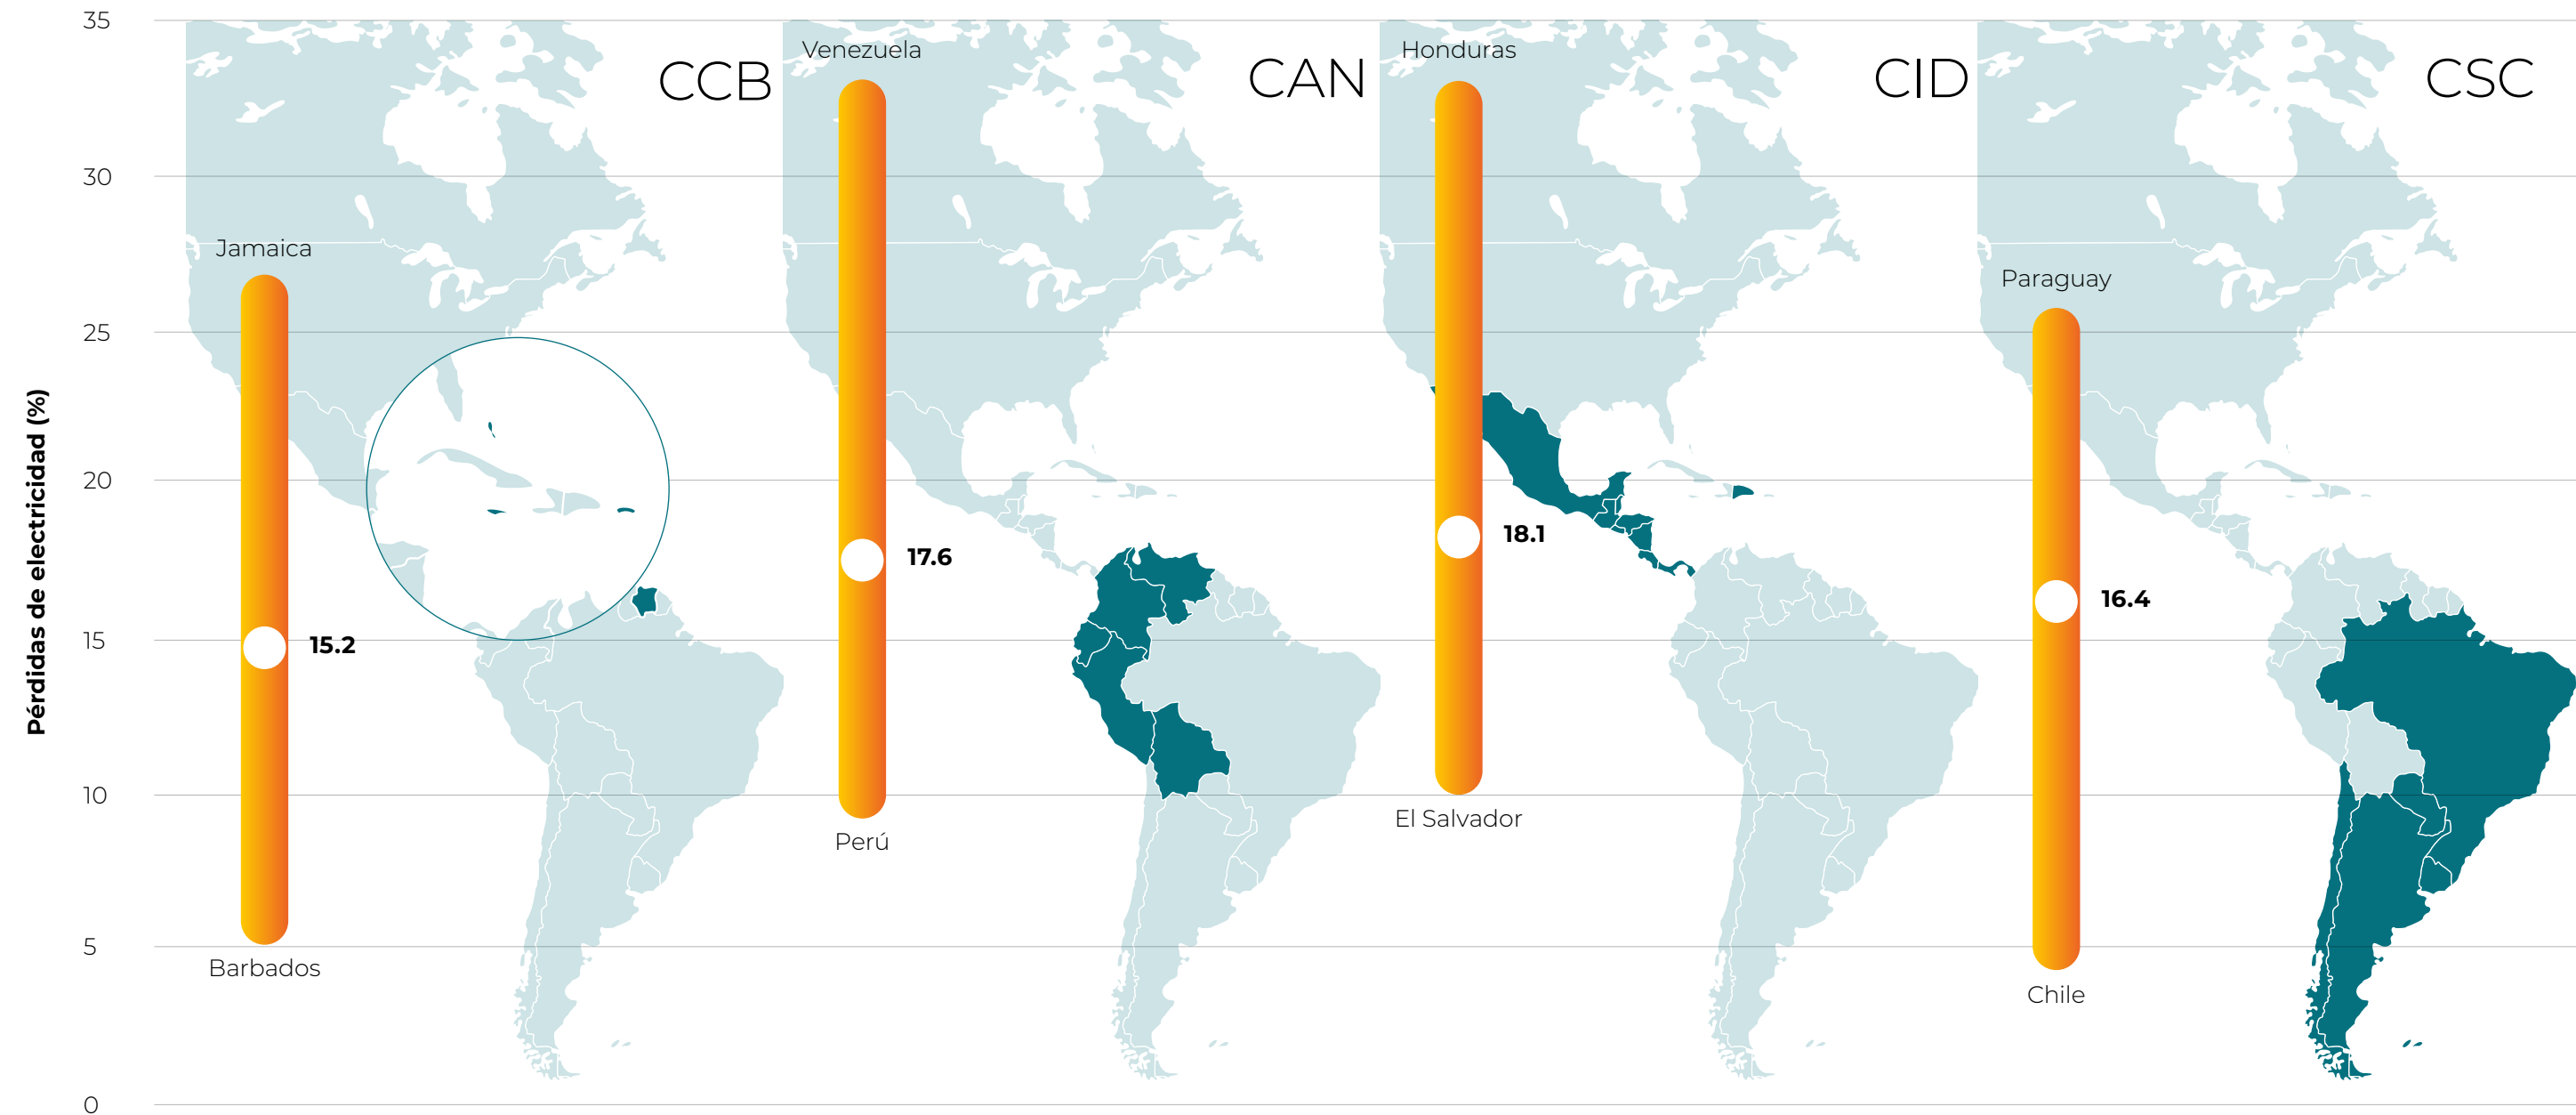 Pérdidas de electricidad (%)
35
30
25
20
15
10
5
0
CCB
Jamaica
15.2
Barbados
CAN
Venezuela
17.6
Perú
CID
Honduras
18.1
El Salvador
CSC
Paraguay
16.4
Chile